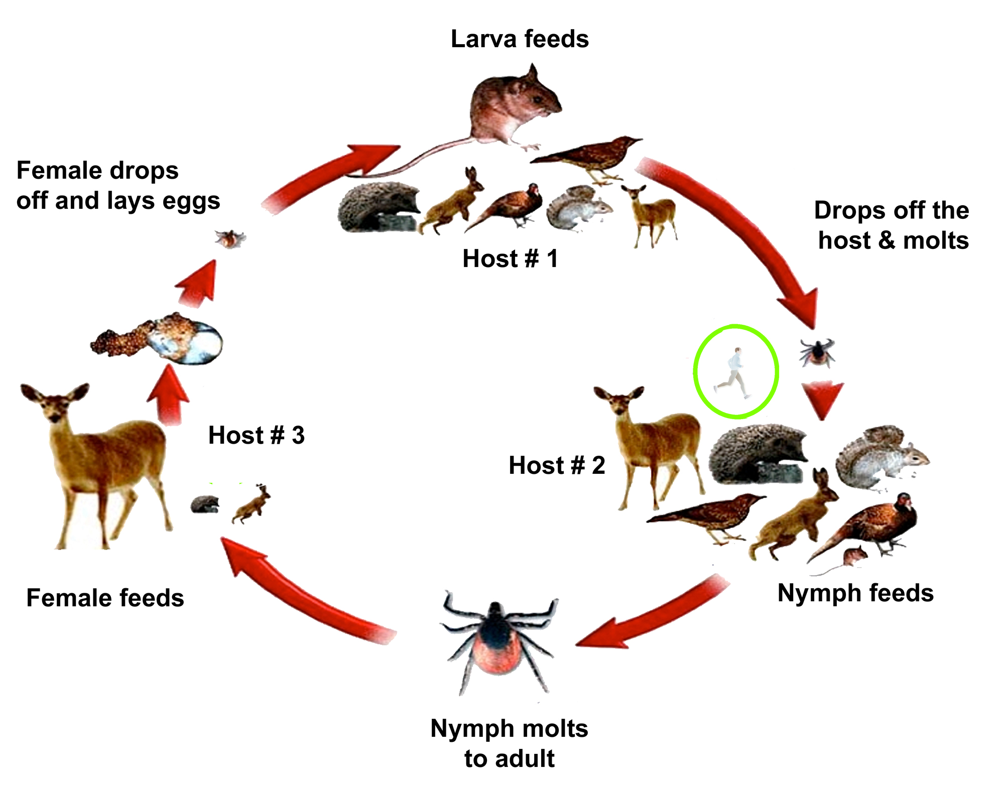 Larva feeds
Female drops
off and lays eggs
Drops off the
host & molts
Host # 1
Host # 3
Host # 2
Female feeds
Nymph feeds
Nymph molts
to adult